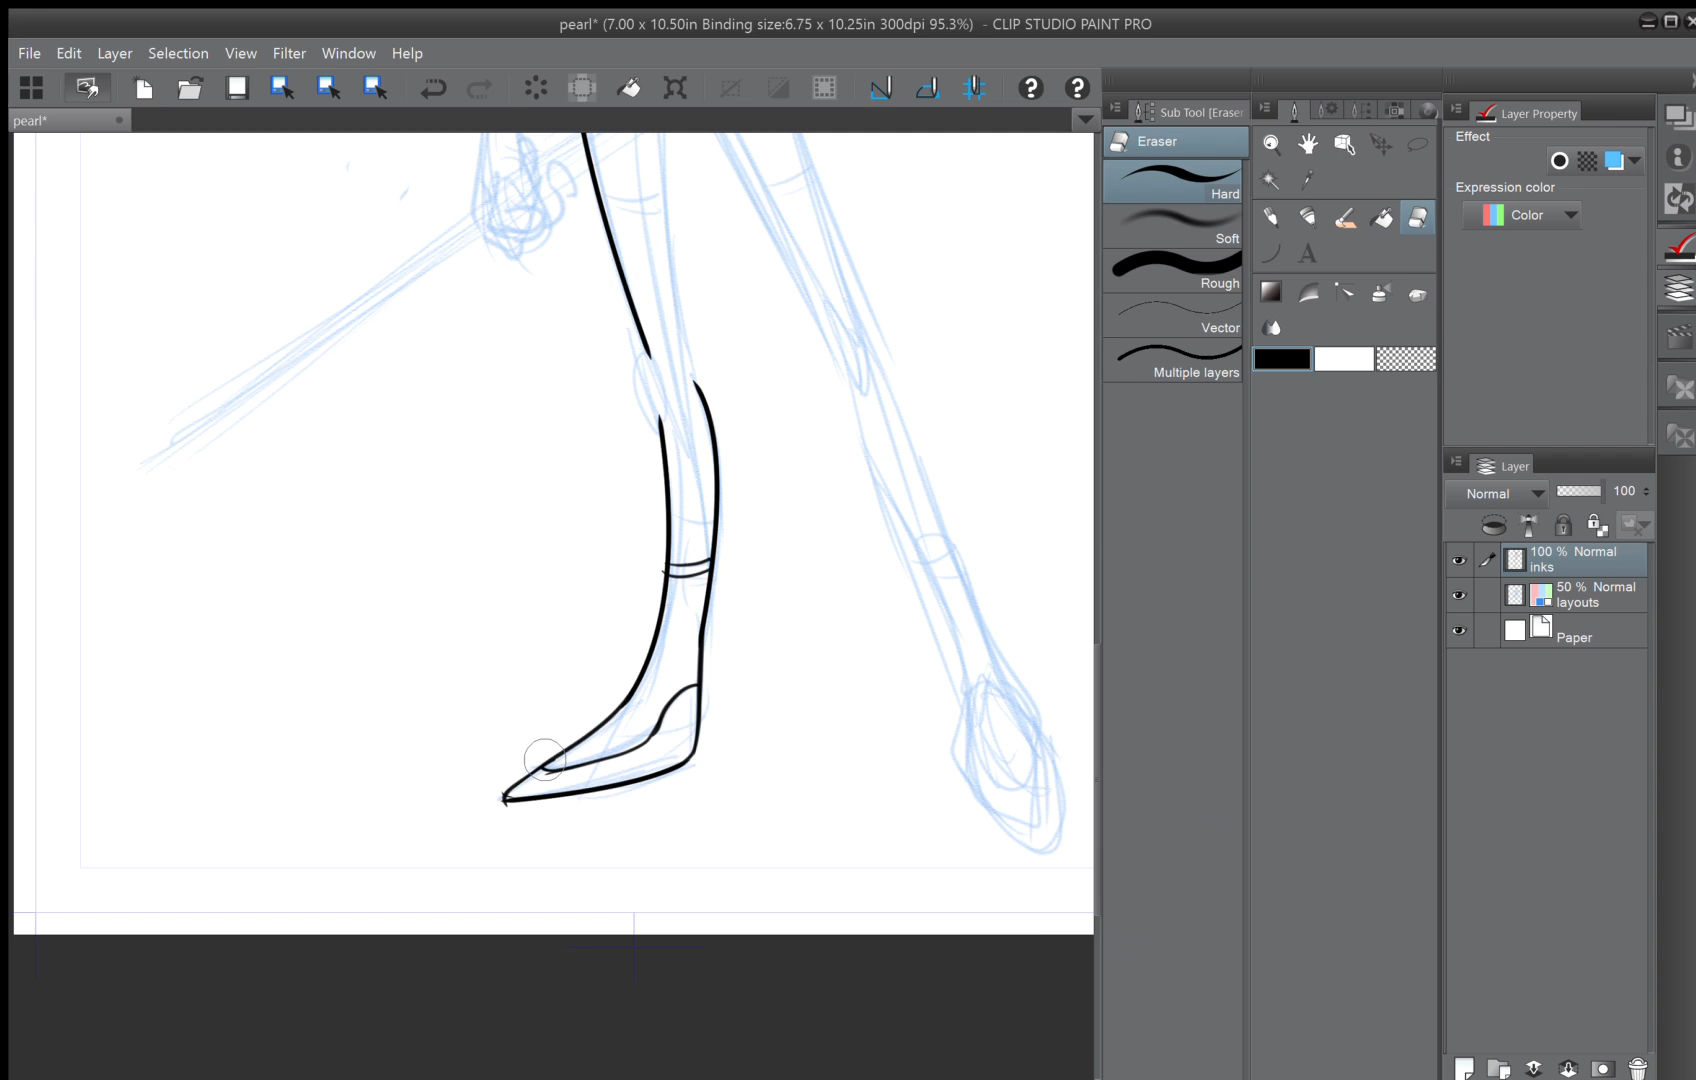 pearl* (7.00 x 10.50in Binding size:6.75 x 10.25in 300dpi 95.3%) - CLIP STUDIO PAINT PRO
File Edit Layer Selection View Filter Window Help
pearl*
Sub Tool [Eraser
Eraser
Hard
Soft
Rough
Vector
Multiple layers
A
Layer Property
Effect
Expression color
Color
Layer
Normal 100
100 % Normal
inks
50 % Normal
layouts
Paper